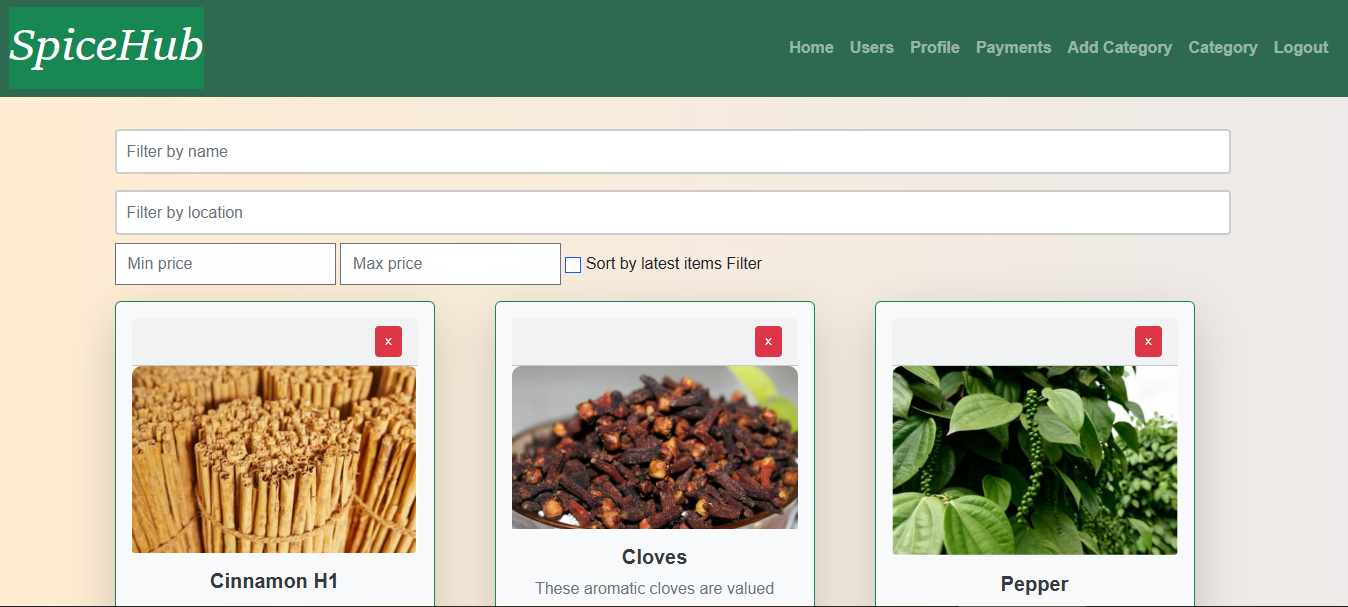 SpiceHub
Home Users Profile Payments Add Category Category Logout
Filter by name
Filter by location
Min price Max price Sort by latest items Filter
x x x
Cloves
Cinnamon H1 These aromatic cloves are valued Pepper